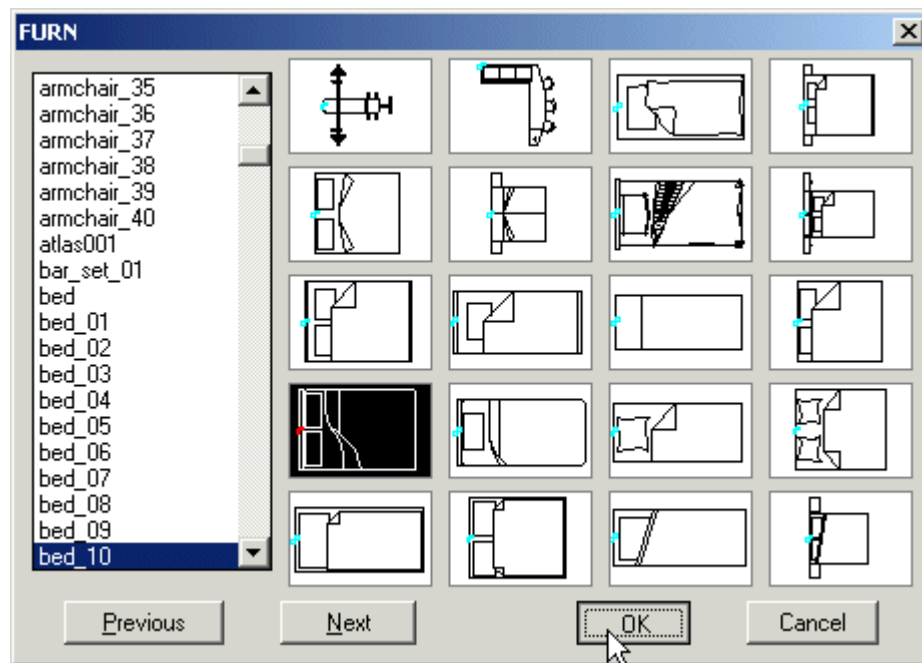 FURN
armchair_35
armchair_36
armchair_37
armchair_38
armchair_39
armchair_40
atlas001
bar_set_01
bed
bed_01
bed_02
bed_03
bed_04
bed_05
bed_06
bed_07
bed_08
bed_09
bed_10
Previous
Next
OK
Cancel